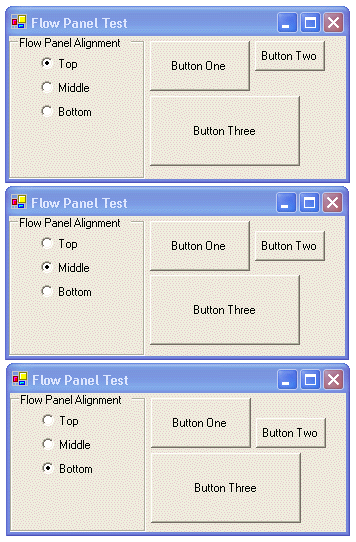 Flow Panel Test
Flow Panel Alignment
Top
Middle
Bottom
Button One
Button Two
Button Three
Flow Panel Test
Flow Panel Alignment
Top
Middle
Bottom
Button One
Button Two
Button Three
Flow Panel Test
Flow Panel Alignment
Top
Middle
Bottom
Button One
Button Two
Button Three